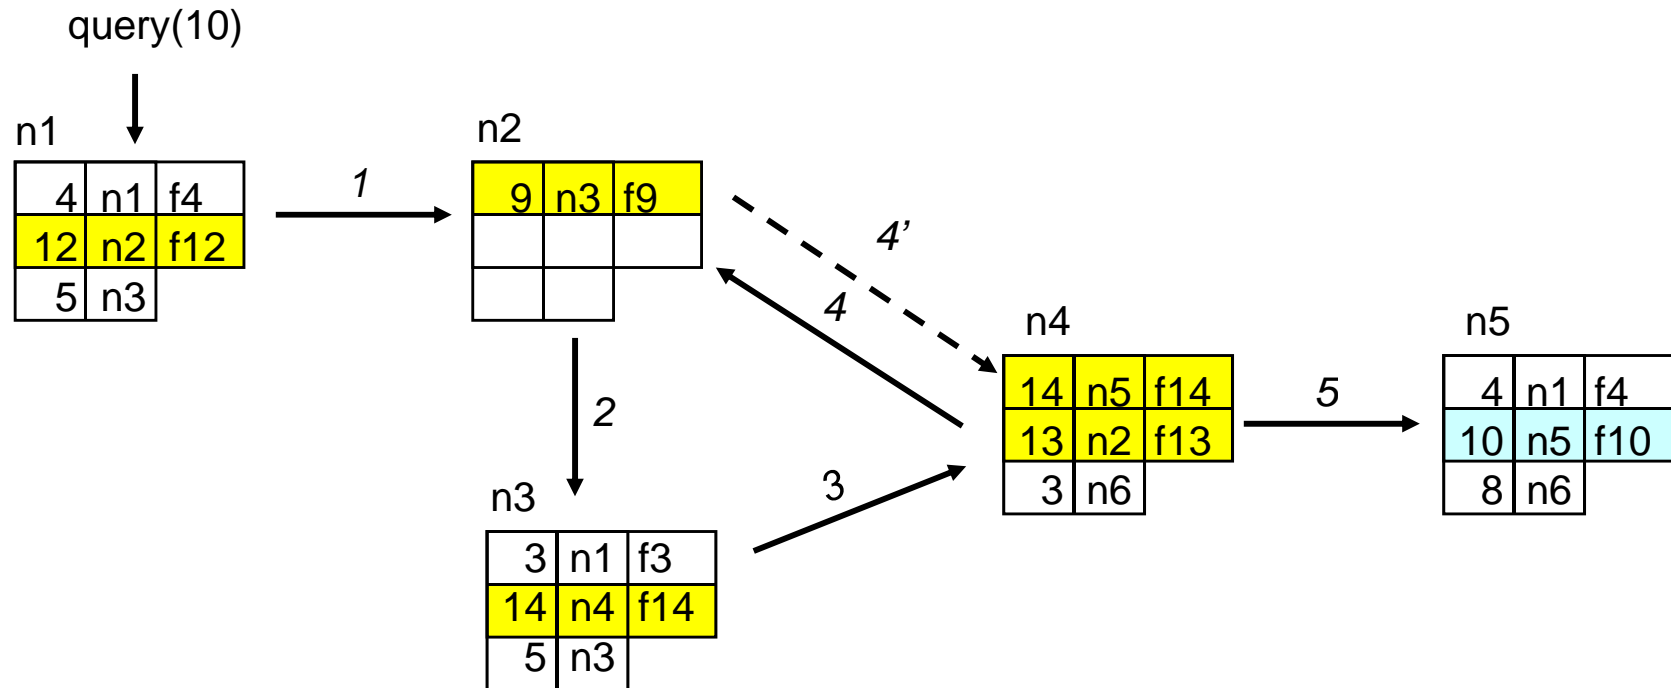 query(10)
n1
4 n1 f4
12 n2 f12
5 n3
1
n2
9 n3 f9
4’
4
2
n3
3 n1 f3
14 n4 f14
5 n3
3
n4
14 n5 f14
13 n2 f13
3 n6
5
n5
4 n1 f4
10 n5 f10
8 n6